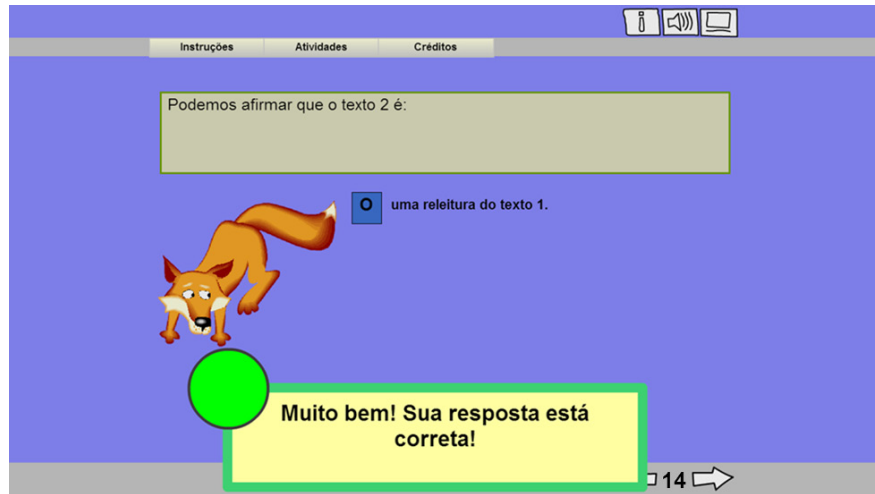 Instruções Atividades Créditos
Podemos afirmar que o texto 2 é:
O uma releitura do texto 1.
Muito bem! Sua resposta está
correta!
14